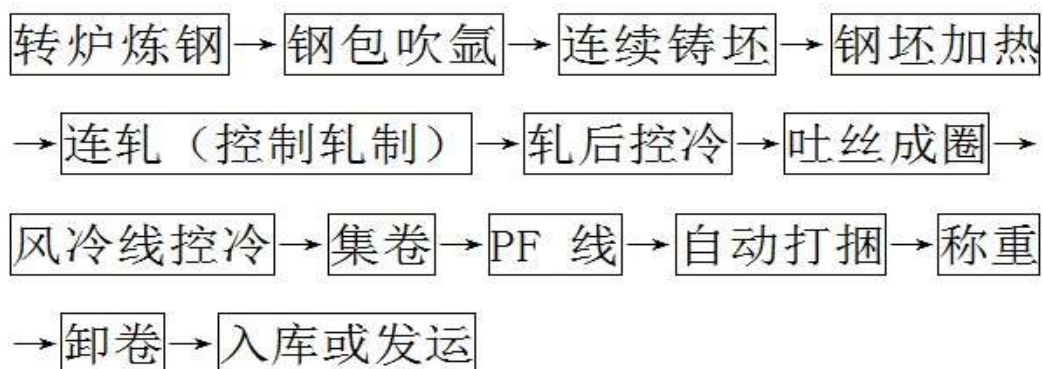 转炉炼钢→钢包吹氩→连续铸坯→钢坯加热
→连轧（控制轧制）→轧后控冷→吐丝成圈→
风冷线控冷→集卷→PF 线→自动打捆→称重
→卸卷→入库或发运